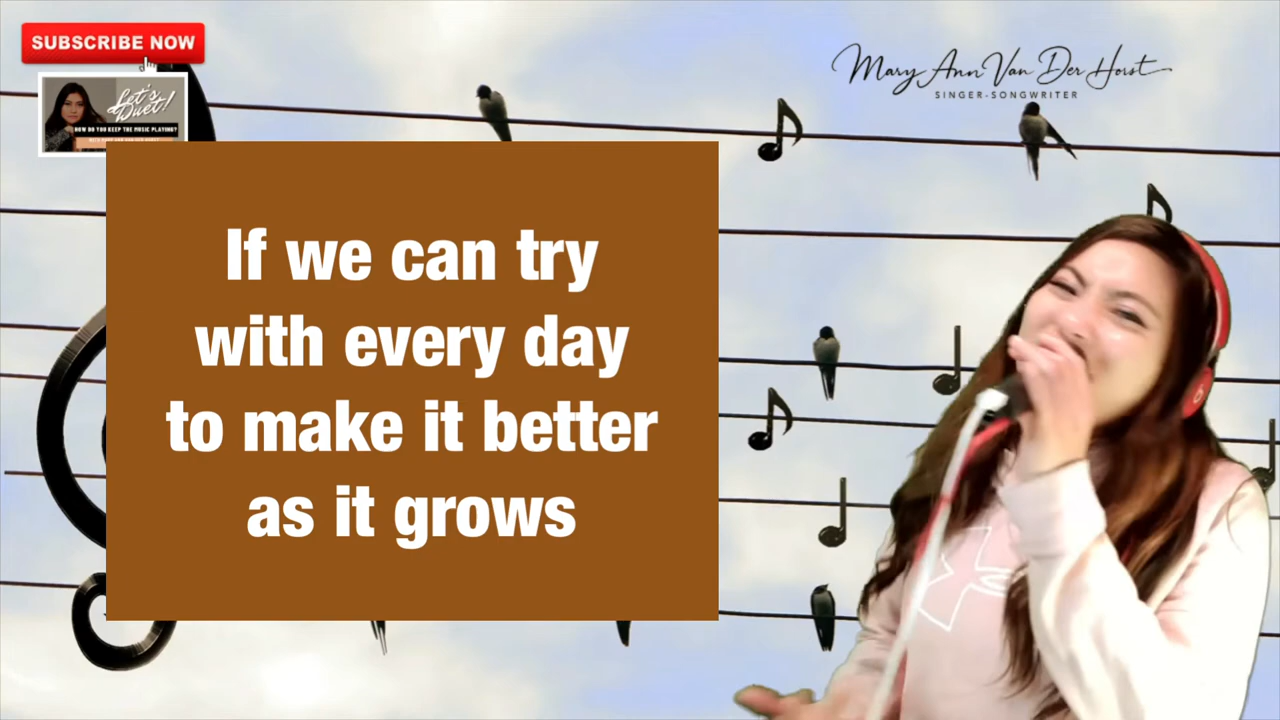 SUBSCRIBE NOW
Let's
Duet!
HOW DO YOU KEEP THE MUSIC PLAYING?
Mary Ann Van Der Horst
SINGER-SONGWRITER
If we can try
with every day
to make it better
as it grows